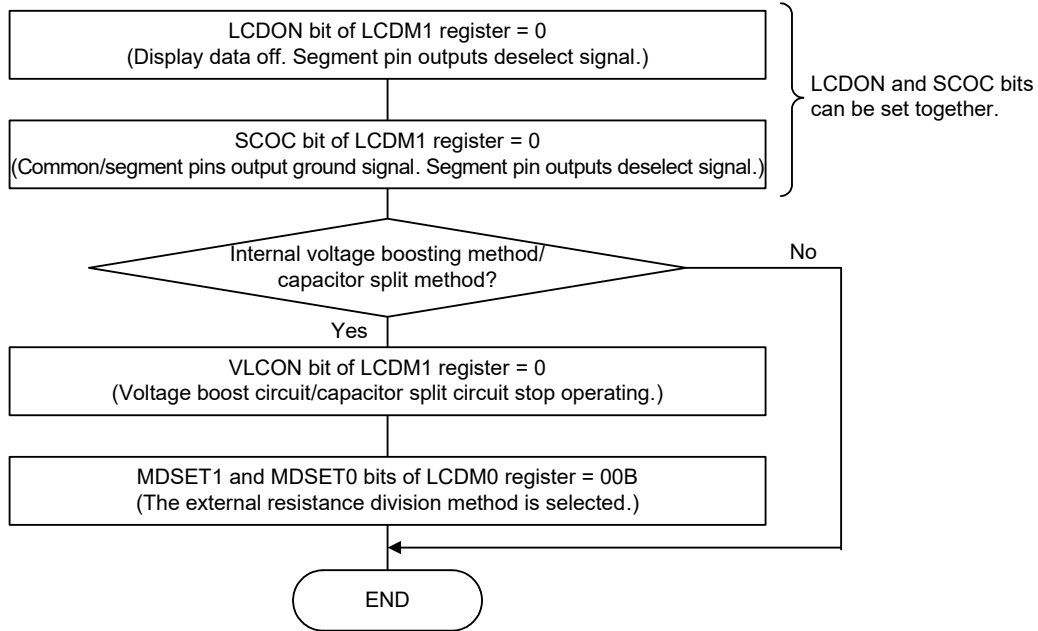 LCDON bit of LCDM1 register = 0
(Display data off. Segment pin outputs deselect signal.)
LCDON and SCOC bits
can be set together.
SCOC bit of LCDM1 register = 0
(Common/segment pins output ground signal. Segment pin outputs deselect signal.)
Internal voltage boosting method/
capacitor split method?
No
Yes
VLCON bit of LCDM1 register = 0
(Voltage boost circuit/capacitor split circuit stop operating.)
MDSET1 and MDSET0 bits of LCDM0 register = 00B
(The external resistance division method is selected.)
END